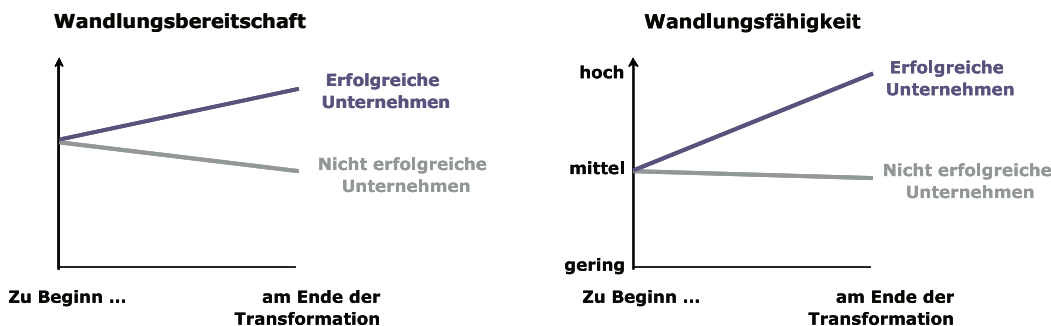 Wandlungsbereitschaft
Erfolgreiche
Unternehmen
Nicht erfolgreiche
Unternehmen
Zu Beginn ...
am Ende der
Transformation
Wandlungsfähigkeit
hoch
mittel
gering
Erfolgreiche
Unternehmen
Nicht erfolgreiche
Unternehmen
Zu Beginn ...
am Ende der
Transformation